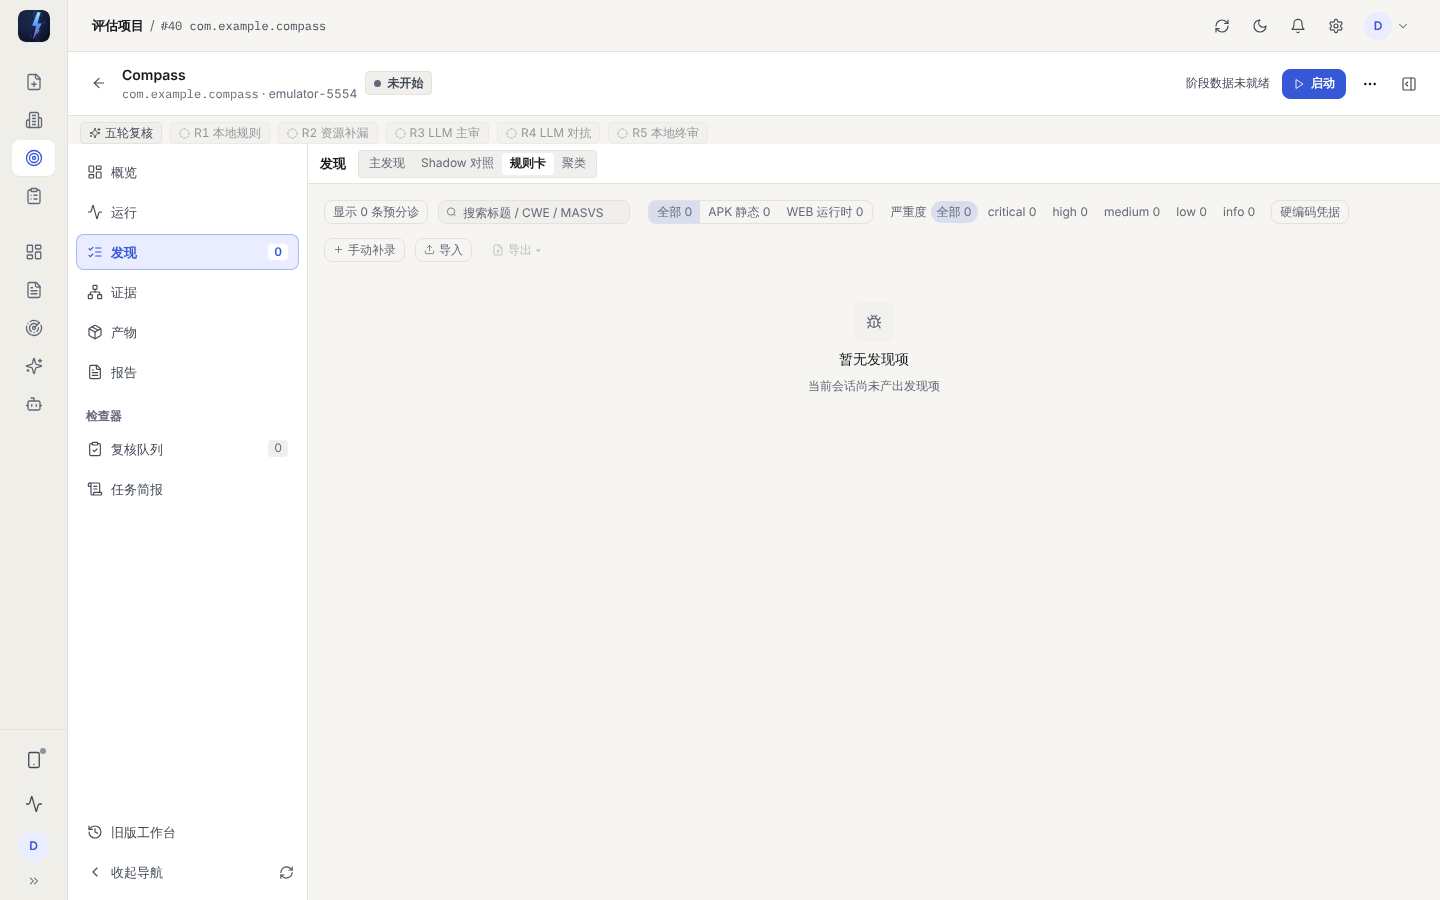 评估项目 / #40 com.example.compass
D
Compass
com.example.compass · emulator-5554
未开始
阶段数据未就绪
启动
五轮复核
R1 本地规则
R2 资源补漏
R3 LLM 主审
R4 LLM 对抗
R5 本地终审
概览
运行
发现 0
证据
产物
报告
检查器
复核队列 0
任务简报
旧版工作台
收起导航
D
发现
主发现
Shadow 对照
规则卡
聚类
显示 0 条预分诊
搜索标题 / CWE / MASVS
全部 0
APK 静态 0
WEB 运行时 0
严重度
全部 0
critical 0
high 0
medium 0
low 0
info 0
硬编码凭据
手动补录
导入
导出
暂无发现项
当前会话尚未产出发现项